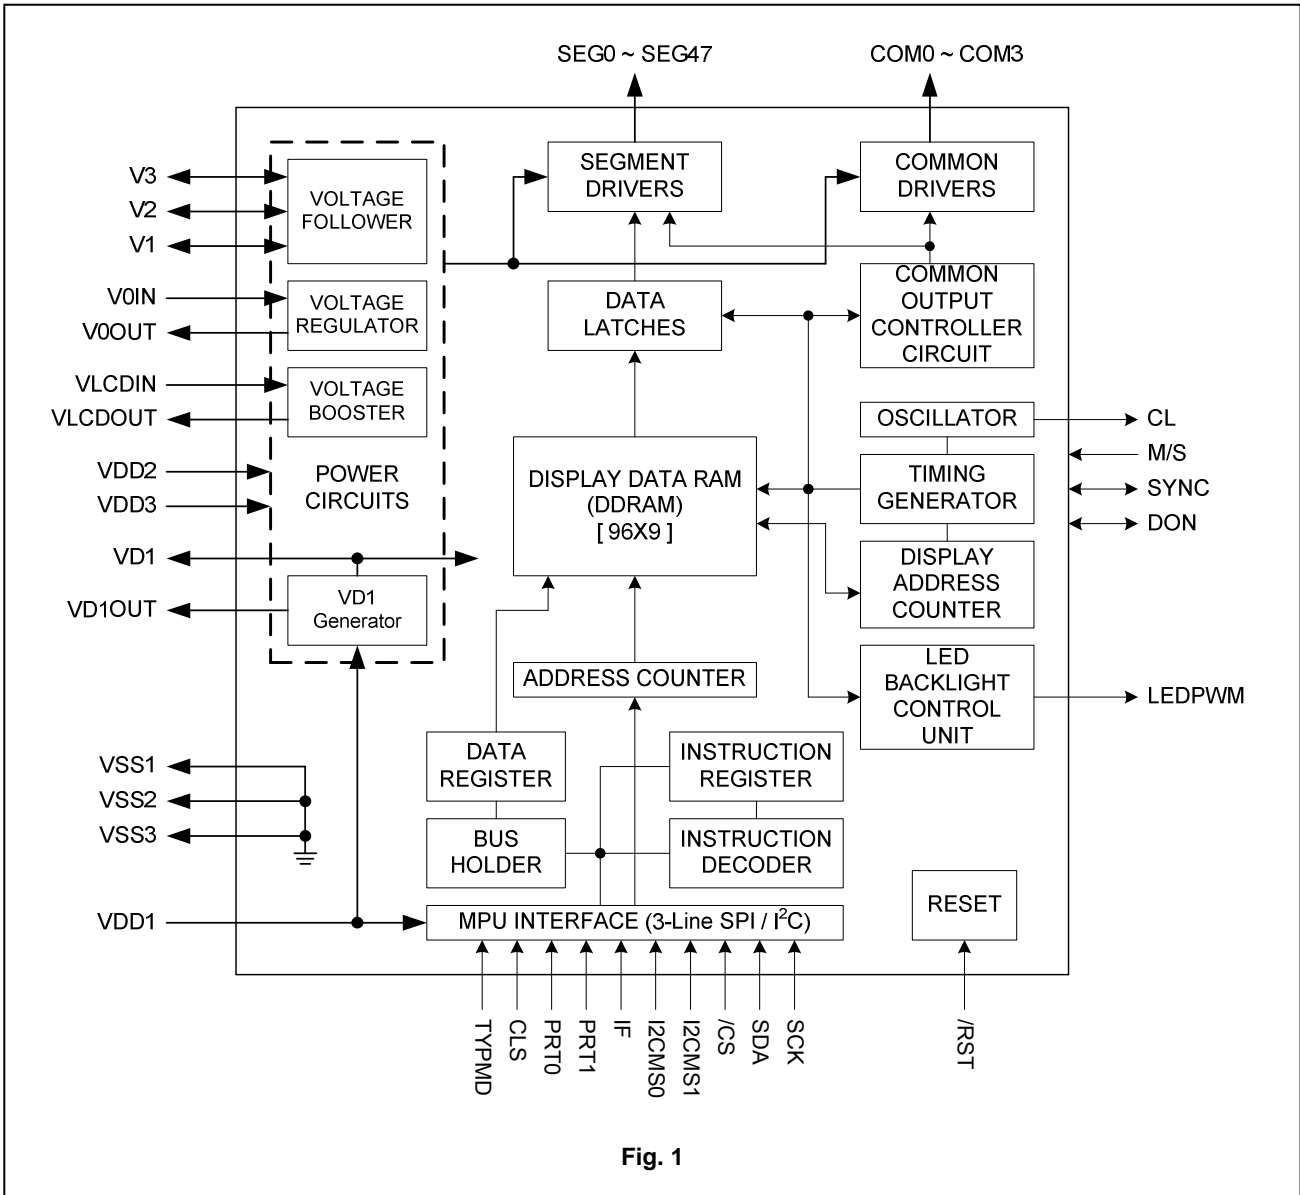 SEG0 ~ SEG47
COM0 ~ COM3
V3
V2
V1
V0IN
V0OUT
VLCDIN
VLCDOUT
VDD2
VDD3
VD1
VD1OUT
VSS1
VSS2
VSS3
VDD1
VOLTAGE
FOLLOWER
VOLTAGE
REGULATOR
VOLTAGE
BOOSTER
POWER
CIRCUITS
VD1
Generator
SEGMENT
DRIVERS
COMMON
DRIVERS
DATA
LATCHES
COMMON
OUTPUT
CONTROLLER
CIRCUIT
DISPLAY DATA RAM
(DDRAM)
[ 96X9 ]
OSCILLATOR
TIMING
GENERATOR
DISPLAY
ADDRESS
COUNTER
LED
BACKLIGHT
CONTROL
UNIT
CL
M/S
SYNC
DON
LEDPWM
ADDRESS COUNTER
DATA
REGISTER
INSTRUCTION
REGISTER
BUS
HOLDER
INSTRUCTION
DECODER
MPU INTERFACE (3-Line SPI / I²C)
RESET
TYPMD
CLS
PRT0
PRT1
IF
I2CMS0
I2CMS1
/CS
SDA
SCK
/RST
Fig. 1